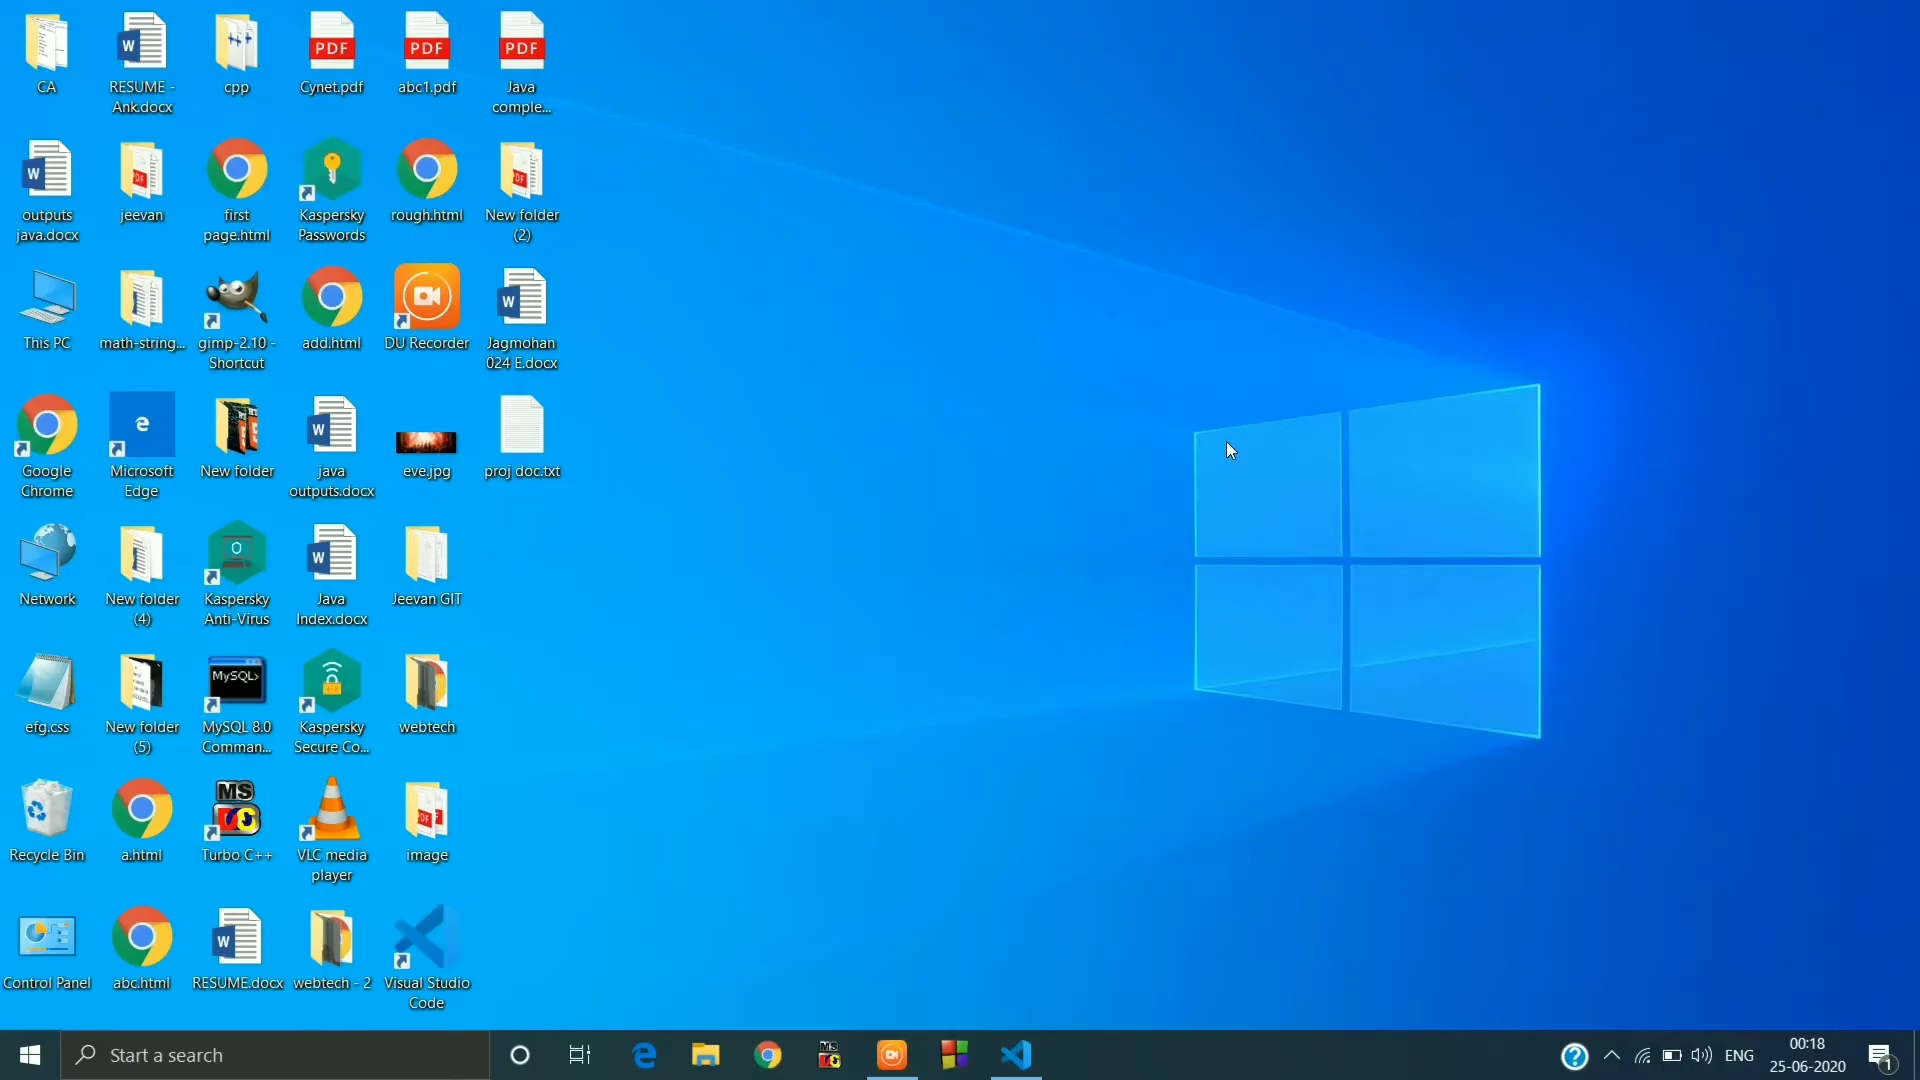 CA
RESUME -
Ank.docx
cpp
PDF
Cynet.pdf
PDF
abc1.pdf
PDF
Java
comple...
outputs
java.docx
jeevan
first
page.html
Kaspersky
Passwords
rough.html
New folder
(2)
This PC
math-string...
gimp-2.10 -
Shortcut
add.html
DU Recorder
Jagmohan
024 E.docx
Google
Chrome
Microsoft
Edge
New folder
java
outputs.docx
eve.jpg
proj doc.txt
Network
New folder
(4)
Kaspersky
Anti-Virus
Java
Index.docx
Jeevan GIT
efg.css
New folder
(5)
MySQL>
MySQL 8.0
Comman...
Kaspersky
Secure Co...
webtech
Recycle Bin
a.html
MS
Turbo C++
VLC media
player
image
Control Panel
abc.html
RESUME.docx
webtech - 2
Visual Studio
Code
Start a search
ENG
00:18
25-06-2020
1